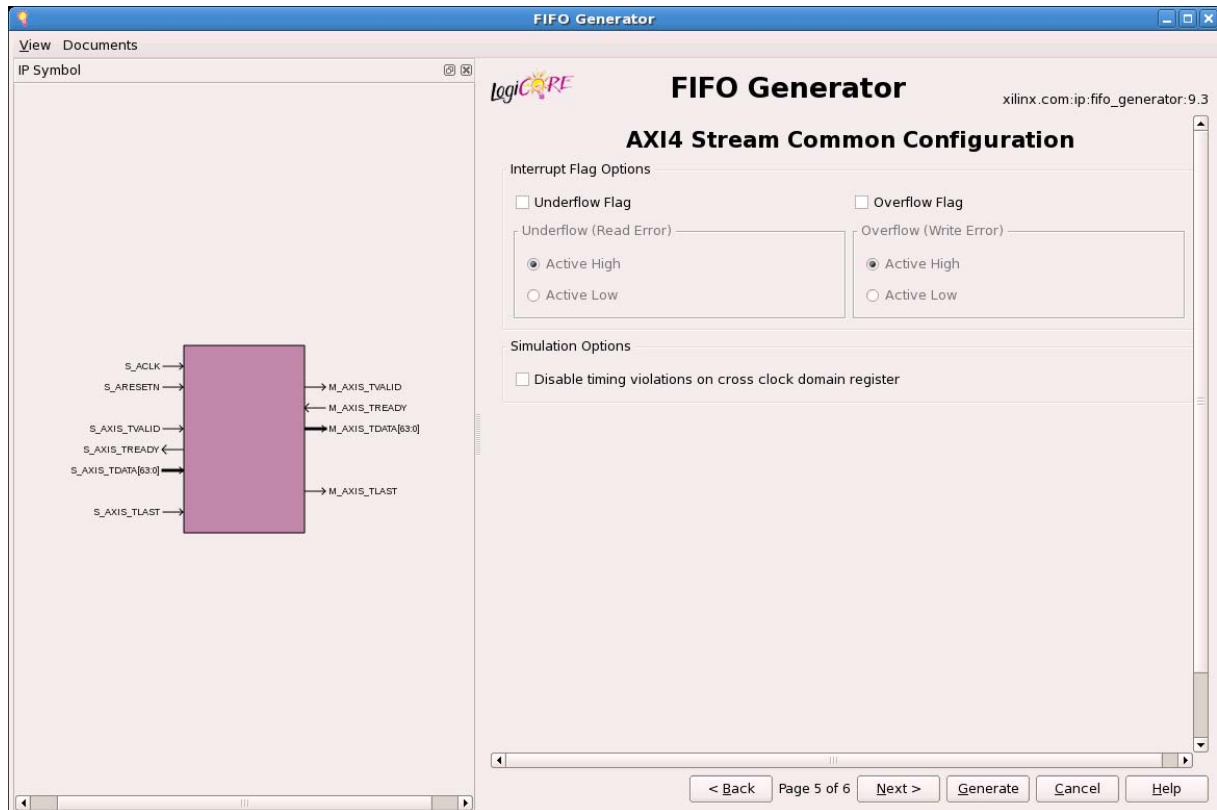 FIFO Generator
View Documents
IP Symbol
S_ACLK
S_ARESETN
S_AXIS_TVALID
S_AXIS_TREADY
S_AXIS_TDATA[63:0]
S_AXIS_TLAST
M_AXIS_TVALID
M_AXIS_TREADY
M_AXIS_TDATA[63:0]
M_AXIS_TLAST
LogiCORE
FIFO Generator
xilinx.com:ip:fifo_generator:9.3
AXI4 Stream Common Configuration
Interrupt Flag Options
Underflow Flag Overflow Flag
Underflow (Read Error) Overflow (Write Error)
Active High Active High
Active Low Active Low
Simulation Options
Disable timing violations on cross clock domain register
< Back Page 5 of 6 Next > Generate Cancel Help